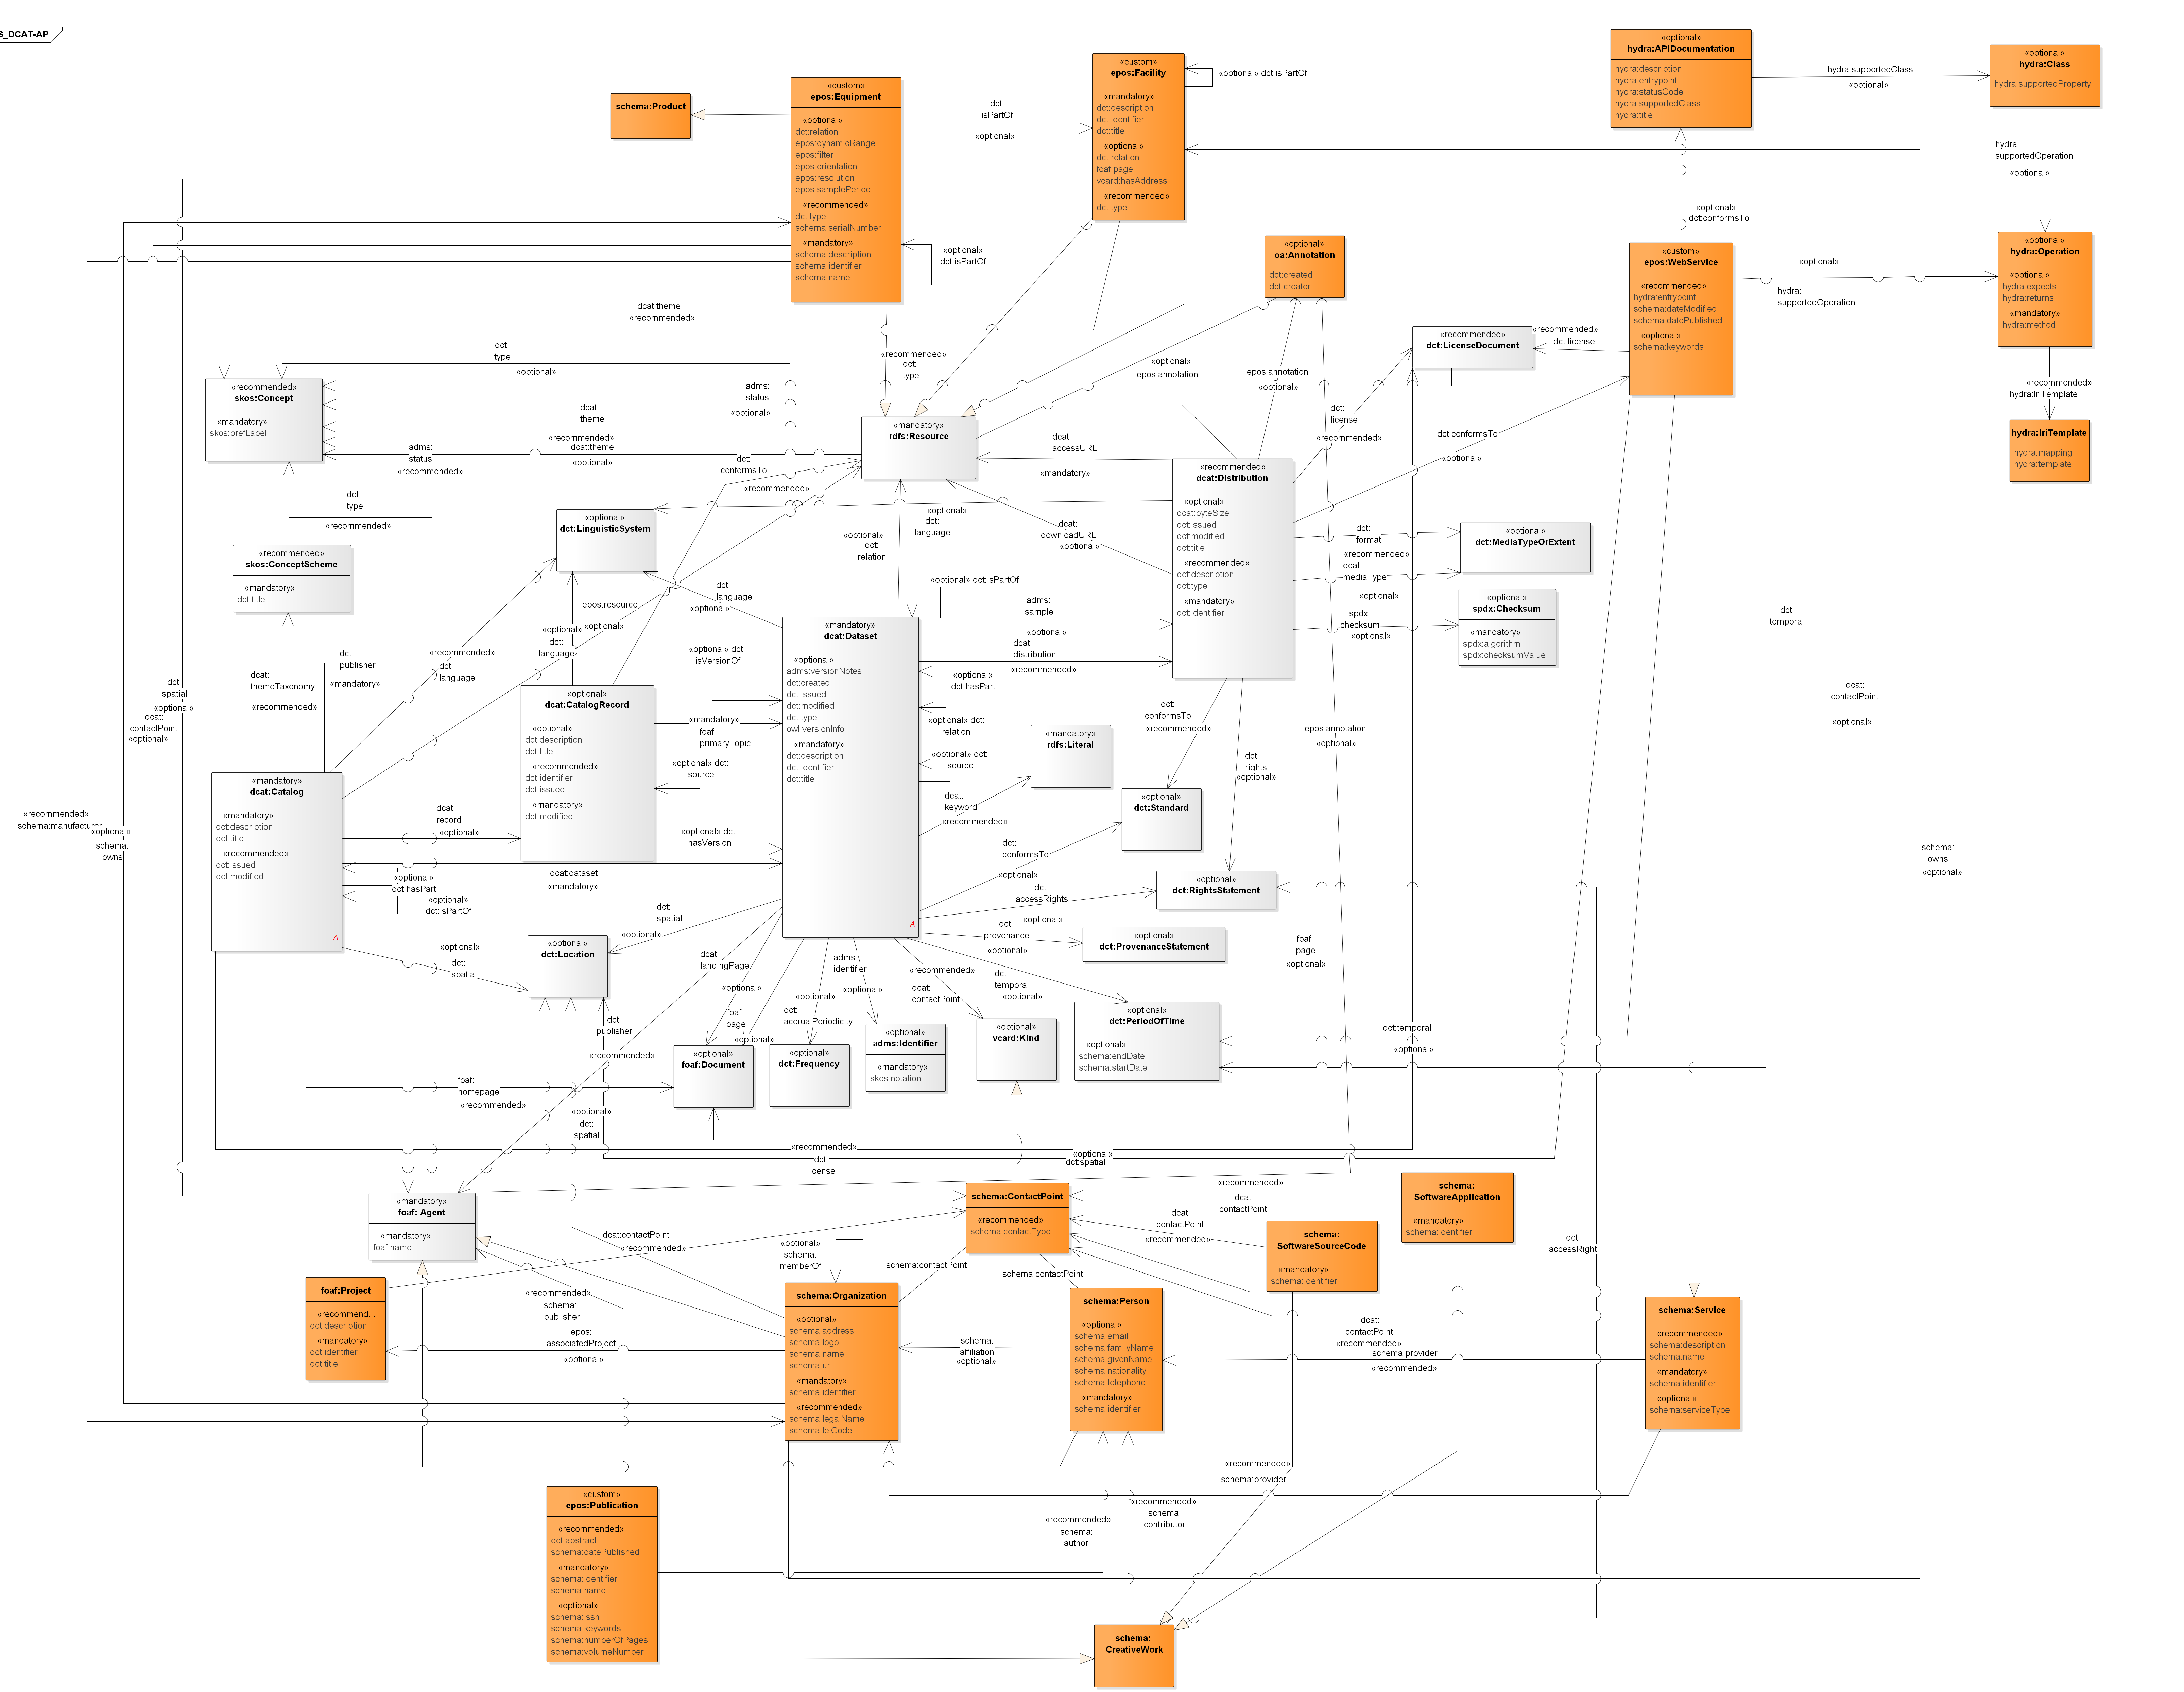 S_DCAT-AP
schema:Product
«custom»
epos:Equipment
«optional»
dct:relation
epos:dynamicRange
epos:filter
epos:orientation
epos:resolution
epos:samplePeriod
«recommended»
dct:type
schema:serialNumber
«mandatory»
schema:description
schema:identifier
schema:name
dct:
isPartOf
«optional»
«optional»
dct:isPartOf
«custom»
epos:Facility
«mandatory»
dct:description
dct:identifier
dct:title
«optional»
dct:relation
foaf:page
vcard:hasAddress
«recommended»
dct:type
«optional» dct:isPartOf
«optional»
hydra:APIDocumentation
hydra:description
hydra:entrypoint
hydra:statusCode
hydra:supportedClass
hydra:title
hydra:supportedClass
«optional»
«optional»
hydra:Class
hydra:supportedProperty
hydra:
supportedOperation
«optional»
«optional»
dct:conformsTo
«optional»
oa:Annotation
dct:created
dct:creator
«custom»
epos:WebService
«recommended»
hydra:entrypoint
schema:dateModified
schema:datePublished
«optional»
schema:keywords
«optional»
hydra:
supportedOperation
«optional»
hydra:Operation
«optional»
hydra:expects
hydra:returns
«mandatory»
hydra:method
«recommended»
hydra:IriTemplate
hydra:IriTemplate
hydra:mapping
hydra:template
dcat:theme
«recommended»
dct:
type
«optional»
«recommended»
dct:
type
«optional»
epos:annotation
epos:annotation
«optional»
«recommended»
dct:LicenseDocument
«recommended»
dct:license
«recommended»
skos:Concept
«mandatory»
skos:prefLabel
adms:
status
«optional»
dcat:
theme
«recommended»
dcat:theme
«optional»
adms:
status
«recommended»
«mandatory»
rdfs:Resource
dct:
conformsTo
«recommended»
dcat:
accessURL
«mandatory»
dct:
license
«recommended»
dct:conformsTo
«optional»
«recommended»
dcat:Distribution
«optional»
dcat:byteSize
dct:issued
dct:modified
dct:title
«recommended»
dct:description
dct:type
«mandatory»
dct:identifier
dct:
type
«recommended»
«optional»
dct:LinguisticSystem
«optional»
dct:
language
«optional»
dct:
relation
dcat:
downloadURL
«optional»
dct:
format
«recommended»
dcat:
mediaType
«optional»
«optional»
dct:MediaTypeOrExtent
spdx:
checksum
«optional»
«optional»
spdx:Checksum
«mandatory»
spdx:algorithm
spdx:checksumValue
«recommended»
skos:ConceptScheme
«mandatory»
dct:title
epos:resource
«optional»
«optional»
dct:
language
dct:
language
«optional»
«optional» dct:isPartOf
adms:
sample
«optional»
dcat:
distribution
«recommended»
dct:
temporal
«mandatory»
dcat:Dataset
«optional»
adms:versionNotes
dct:created
dct:issued
dct:modified
dct:type
owl:versionInfo
«mandatory»
dct:description
dct:identifier
dct:title
A
«optional» dct:
isVersionOf
«optional»
dct:hasPart
«optional» dct:
relation
«optional» dct:
source
«recommended»
dct:
language
dct:
publisher
«mandatory»
dcat:
themeTaxonomy
«recommended»
dct:
spatial
«optional»
dcat:
contactPoint
«optional»
«optional»
dcat:CatalogRecord
«optional»
dct:description
dct:title
«recommended»
dct:identifier
dct:issued
«mandatory»
dct:modified
«mandatory»
foaf:
primaryTopic
«optional» dct:
source
«optional» dct:
hasVersion
dct:
conformsTo
«recommended»
dct:
rights
«optional»
epos:annotation
«optional»
dcat:
contactPoint
«optional»
«mandatory»
rdfs:Literal
dcat:
keyword
«recommended»
«optional»
dct:Standard
dct:
conformsTo
«optional»
«mandatory»
dcat:Catalog
«mandatory»
dct:description
dct:title
«recommended»
dct:issued
dct:modified
A
dcat:
record
«optional»
«optional»
dct:hasPart
«optional»
dct:isPartOf
dcat:dataset
«mandatory»
«recommended»
schema:manufacturer
«optional»
schema:
owns
schema:
owns
«optional»
dct:
accessRights
«optional»
«optional»
dct:RightsStatement
dct:
provenance
«optional»
«optional»
dct:ProvenanceStatement
dct:
spatial
«optional»
«optional»
dct:Location
«optional»
dct:
spatial
dcat:
landingPage
«optional»
adms:
identifier
«optional»
«recommended»
dcat:
contactPoint
dct:
temporal
«optional»
foaf:
page
«optional»
dct:
publisher
«recommended»
foaf:
page
«optional»
«optional»
dct:
accrualPeriodicity
«optional»
foaf:Document
«optional»
dct:Frequency
«optional»
adms:Identifier
«mandatory»
skos:notation
«optional»
vcard:Kind
«optional»
dct:PeriodOfTime
«optional»
schema:endDate
schema:startDate
dct:temporal
«optional»
foaf:
homepage
«recommended»
«optional»
dct:
spatial
«recommended»
dct:
license
«optional»
dct:spatial
«mandatory»
foaf: Agent
«mandatory»
foaf:name
schema:ContactPoint
«recommended»
schema:contactType
«recommended»
dcat:
contactPoint
dcat:
contactPoint
«recommended»
schema:
SoftwareApplication
«mandatory»
schema:identifier
schema:
SoftwareSourceCode
«mandatory»
schema:identifier
dct:
accessRight
dcat:contactPoint
«recommended»
«optional»
schema:
memberOf
schema:contactPoint
schema:contactPoint
foaf:Project
«recommend...
dct:description
«mandatory»
dct:identifier
dct:title
«recommended»
schema:
publisher
epos:
associatedProject
«optional»
schema:Organization
«optional»
schema:address
schema:logo
schema:name
schema:url
«mandatory»
schema:identifier
«recommended»
schema:legalName
schema:leiCode
schema:
affiliation
«optional»
schema:Person
«optional»
schema:email
schema:familyName
schema:givenName
schema:nationality
schema:telephone
«mandatory»
schema:identifier
dcat:
contactPoint
«recommended»
schema:provider
«recommended»
schema:Service
«recommended»
schema:description
schema:name
«mandatory»
schema:identifier
«optional»
schema:serviceType
«recommended»
schema:provider
«recommended»
schema:
contributor
«recommended»
schema:
author
«custom»
epos:Publication
«recommended»
dct:abstract
schema:datePublished
«mandatory»
schema:identifier
schema:name
«optional»
schema:issn
schema:keywords
schema:numberOfPages
schema:volumeNumber
schema:
CreativeWork